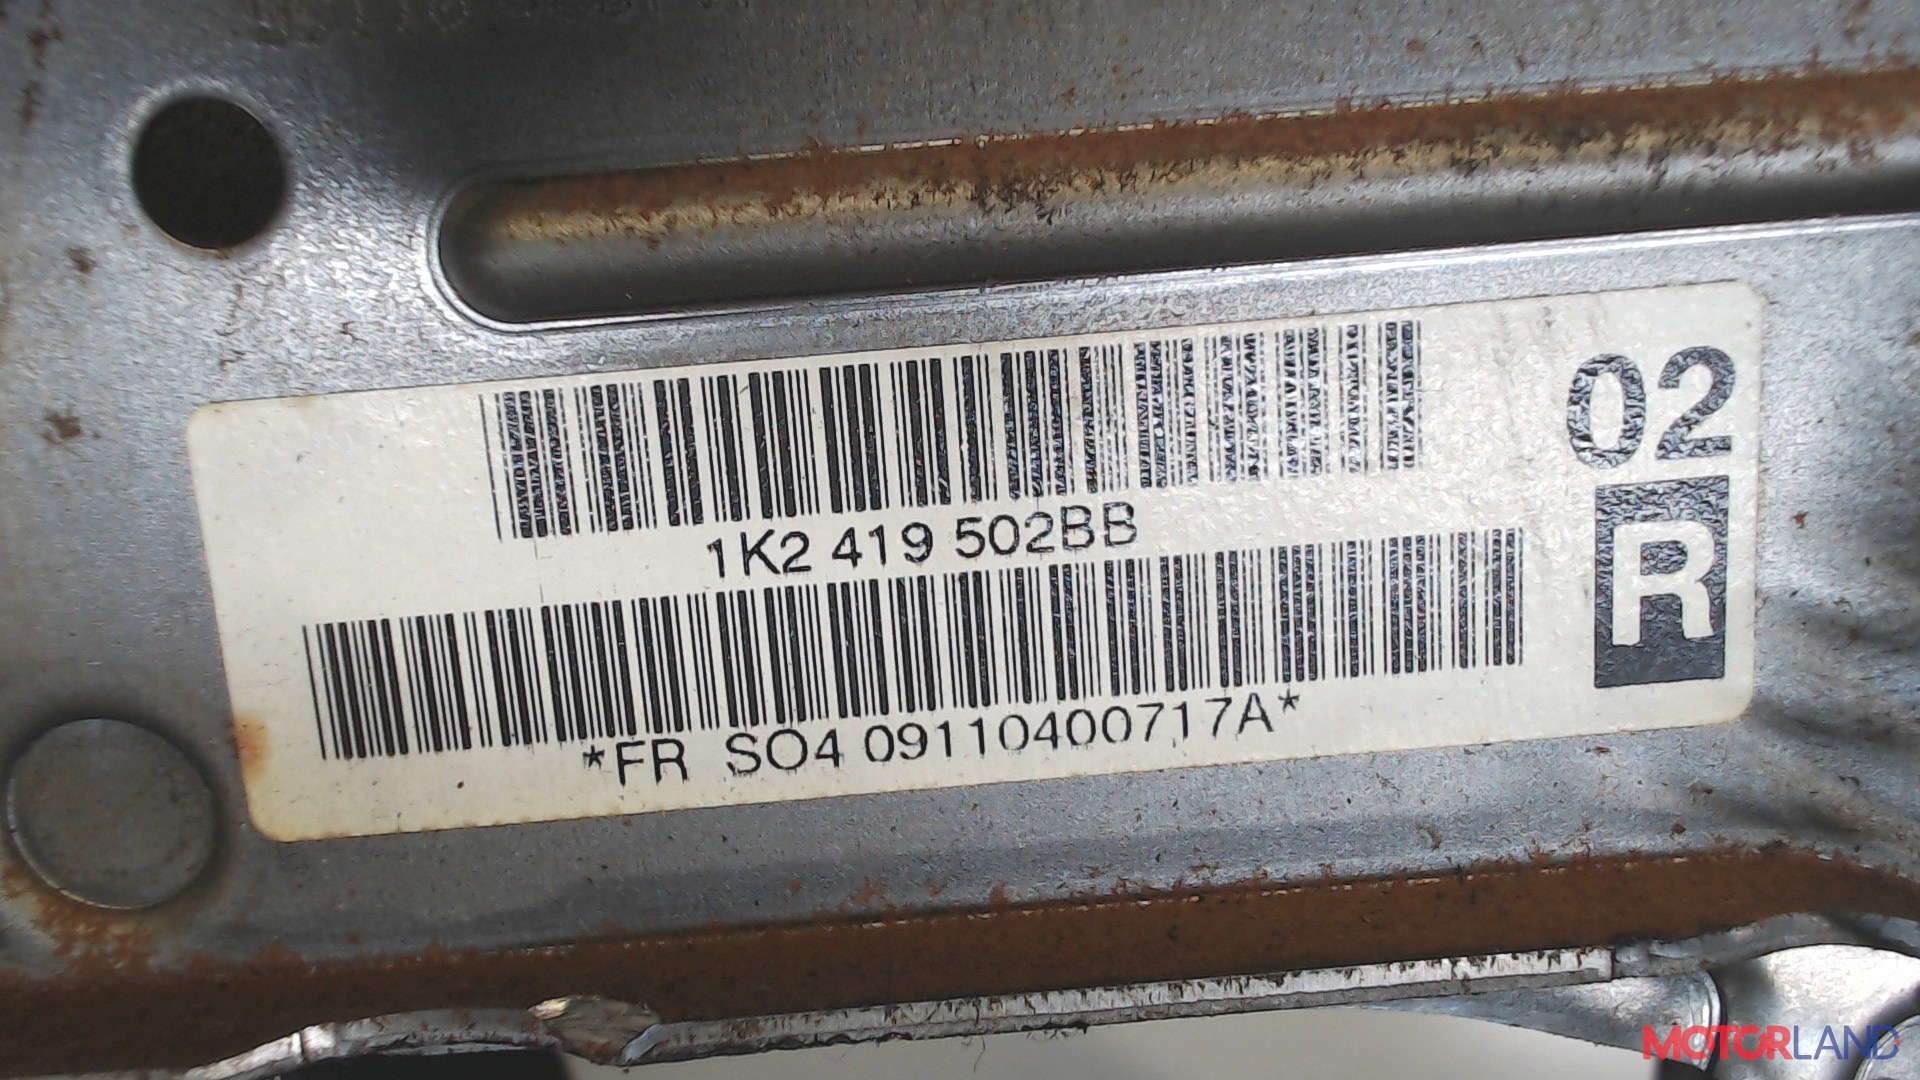 1K2 419 502BB
*FR SO4 09110400717A*
02
R
MOTORLAND